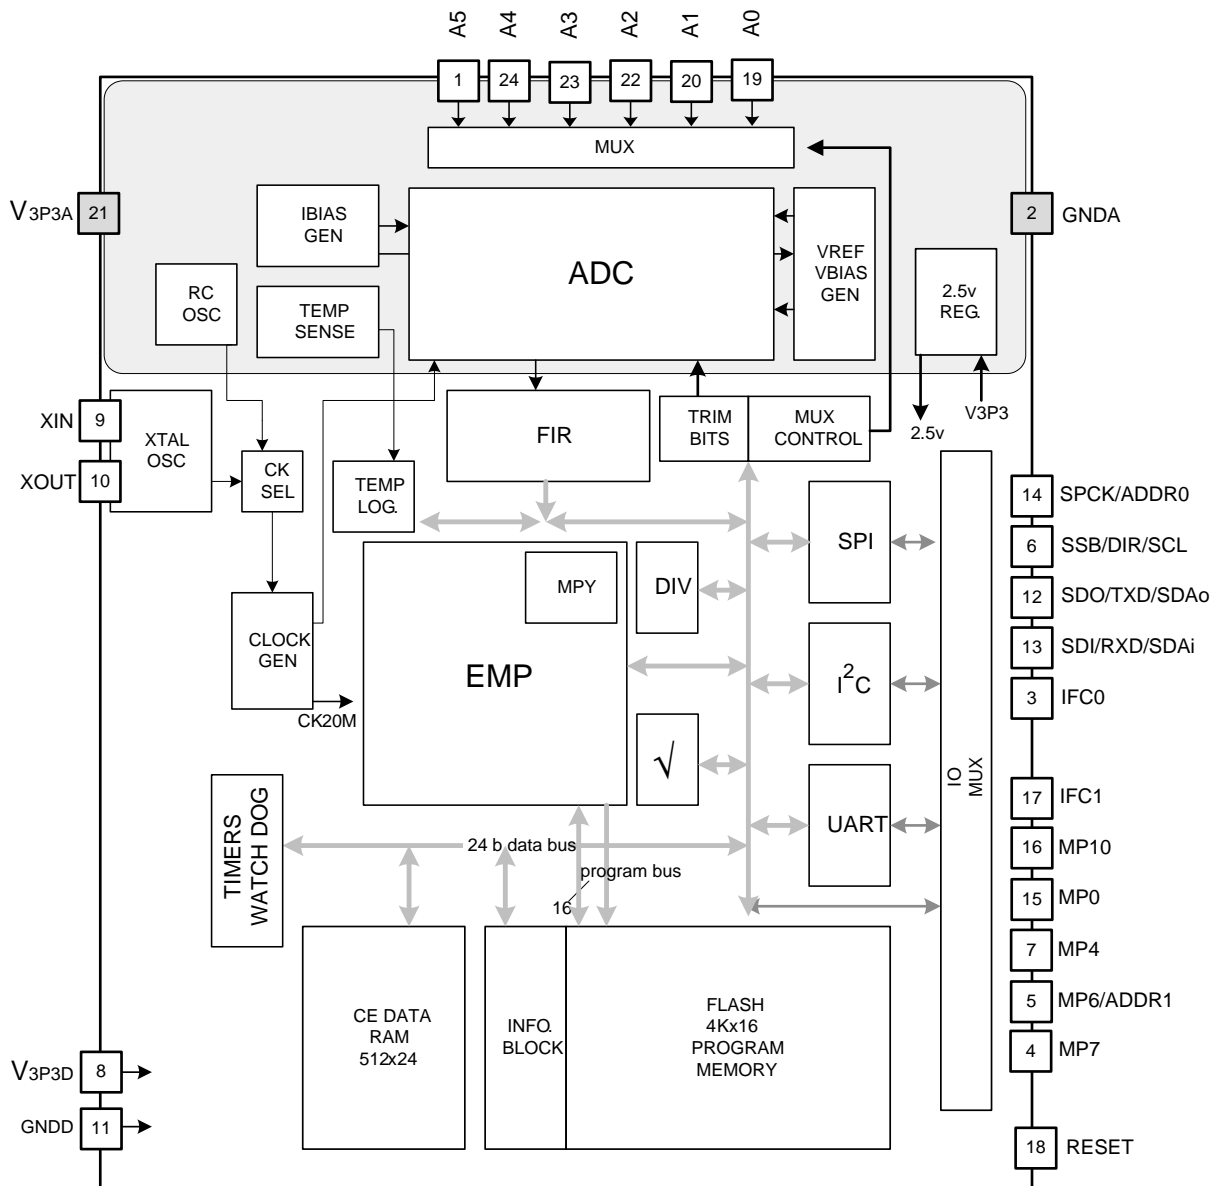 A5 A4 A3 A2 A1 A0
1 24 23 22 20 19
MUX
V3P3A 21
IBIAS
GEN
ADC
VREF
VBIAS
GEN
2 GNDA
RC
OSC
TEMP
SENSE
2.5v
REG.
XIN 9
XTAL
OSC
XOUT 10
CK
SEL
FIR
TRIM
BITS
MUX
CONTROL
2.5v
V3P3
TEMP
LOG.
14 SPCK/ADDR0
SPI
6 SSB/DIR/SCL
MPY
DIV
12 SDO/TXD/SDAo
CLOCK
GEN
EMP
I2C
13 SDI/RXD/SDAi
3 IFC0
CK20M
√
IO
MUX
TIMERS
WATCH DOG
UART
17 IFC1
16 MP10
24 b data bus
program bus
16
15 MP0
7 MP4
5 MP6/ADDR1
4 MP7
CE DATA
RAM
512x24
INFO.
BLOCK
FLASH
4Kx16
PROGRAM
MEMORY
V3P3D 8
GNDD 11
18 RESET